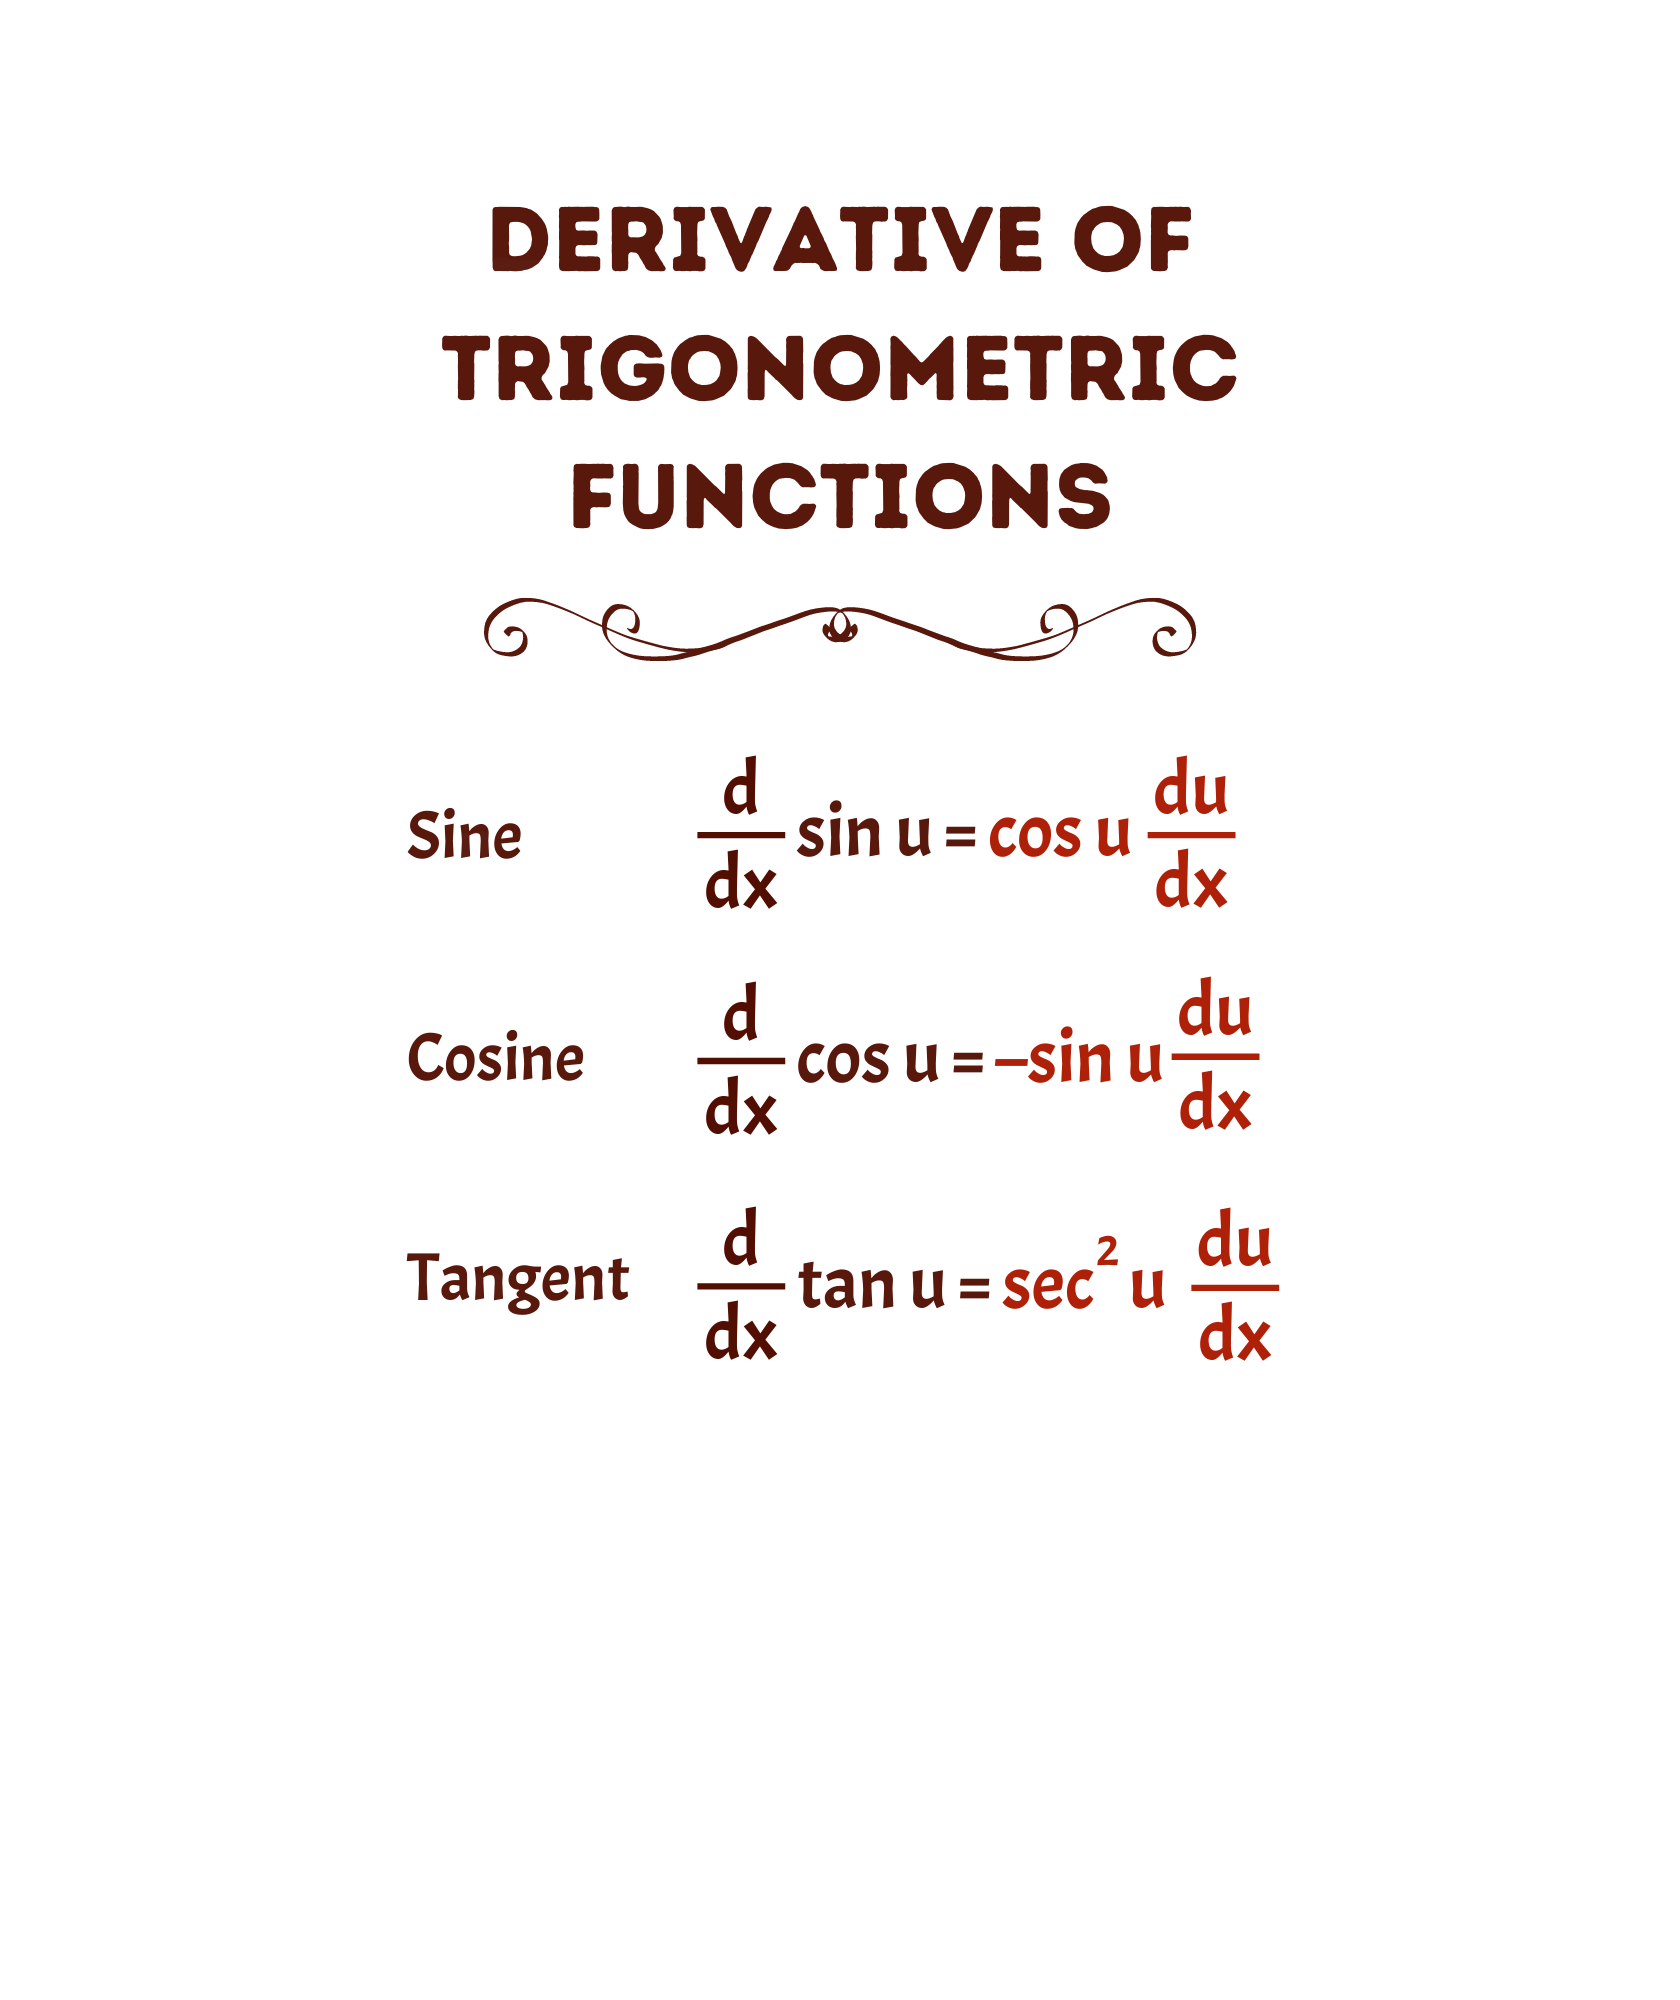 DERIVATIVE OF
TRIGONOMETRIC
FUNCTIONS
Sine d/dx sin u = cos u du/dx
Cosine d/dx cos u = –sin u du/dx
Tangent d/dx tan u = sec² u du/dx